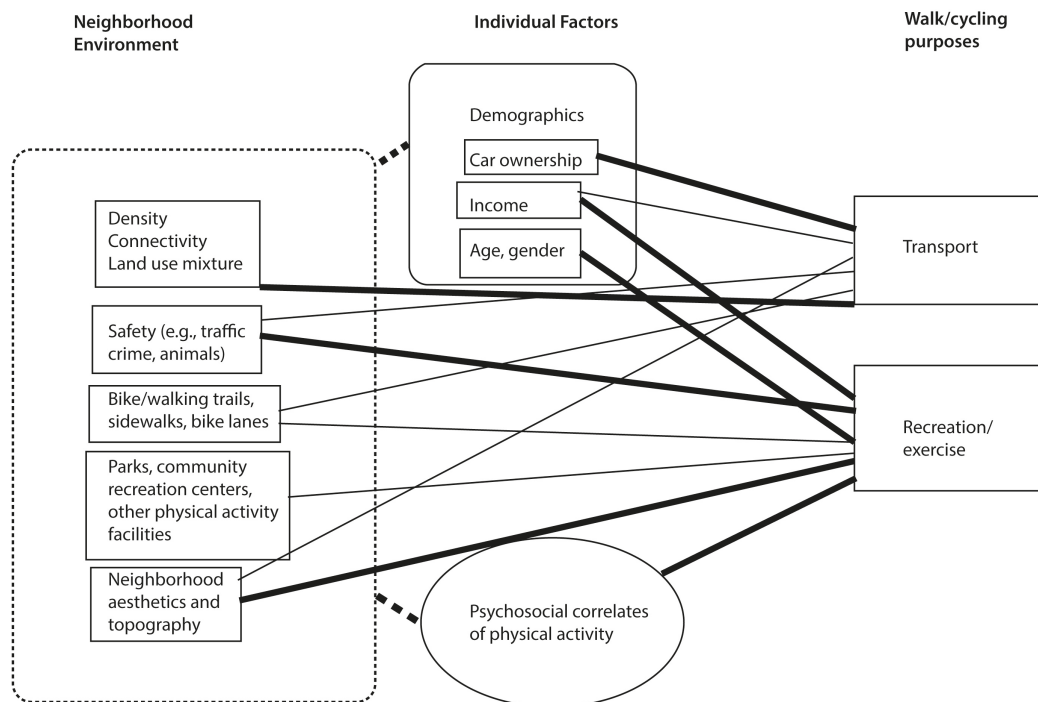 Neighborhood
Environment
Individual Factors
Walk/cycling
purposes
Demographics
Car ownership
Income
Age, gender
Density
Connectivity
Land use mixture
Safety (e.g., traffic
crime, animals)
Bike/walking trails,
sidewalks, bike lanes
Parks, community
recreation centers,
other physical activity
facilities
Neighborhood
aesthetics and
topography
Psychosocial correlates
of physical activity
Transport
Recreation/
exercise